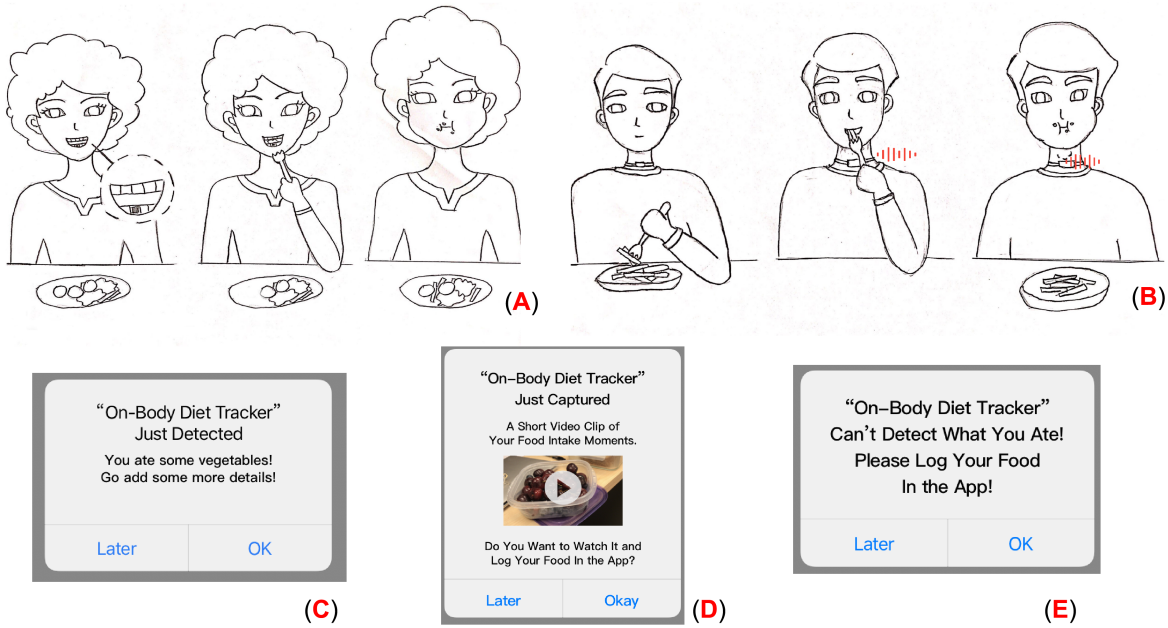 (A)
(B)
“On-Body Diet Tracker”
Just Detected
You ate some vegetables!
Go add some more details!
Later
OK
(C)
“On-Body Diet Tracker”
Just Captured
A Short Video Clip of
Your Food Intake Moments.
Do You Want to Watch It and
Log Your Food In the App?
Later
Okay
(D)
“On-Body Diet Tracker”
Can’t Detect What You Ate!
Please Log Your Food
In the App!
Later
OK
(E)